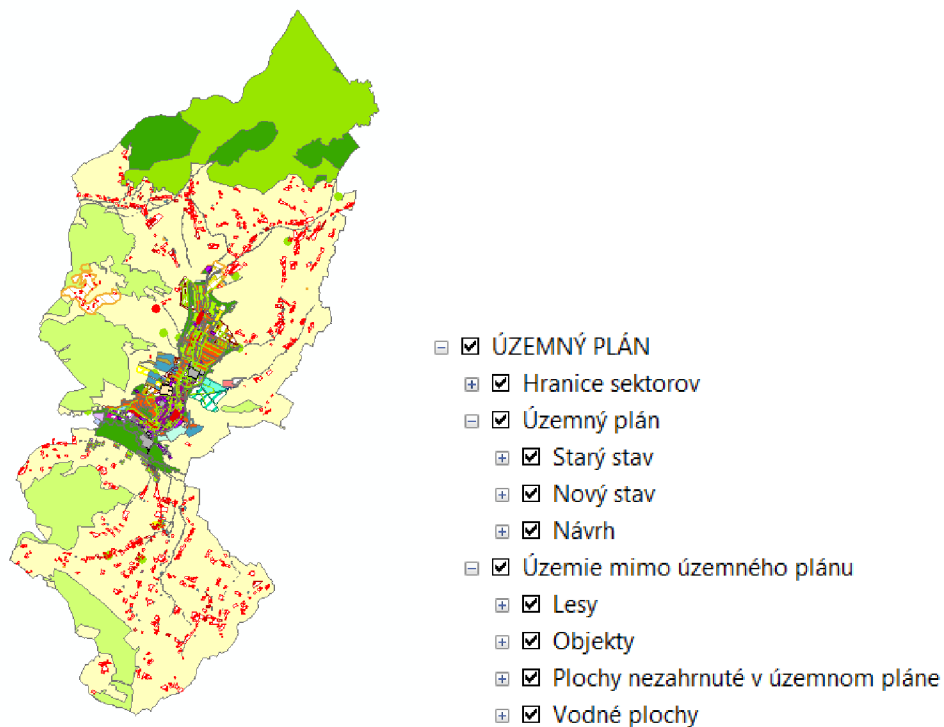 ÚZEMNÝ PLÁN
Hranice sektorov
Územný plán
Starý stav
Nový stav
Návrh
Územie mimo územného plánu
Lesy
Objekty
Plochy nezahrnuté v územnom pláne
Vodné plochy